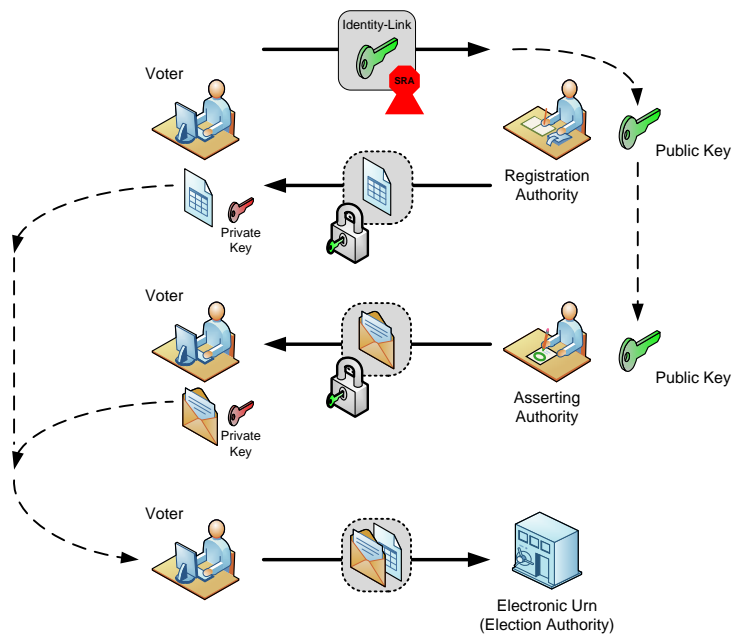 Identity-Link
SRA
Voter
Public Key
Registration
Authority
Private
Key
Voter
Public Key
Asserting
Authority
Private
Key
Voter
Electronic Urn
(Election Authority)